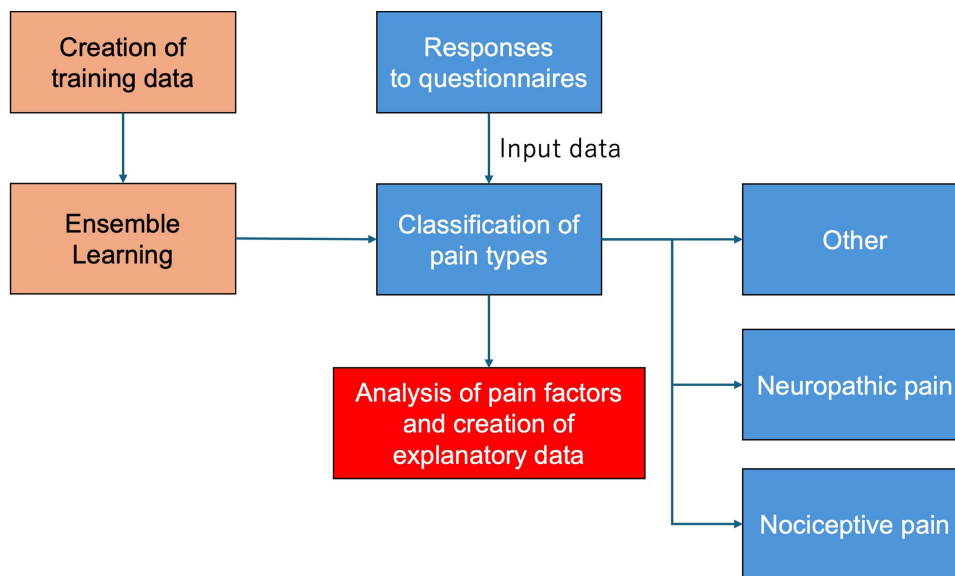 Creation of
training data
Responses
to questionnaires
Input data
Ensemble
Learning
Classification of
pain types
Other
Analysis of pain factors
and creation of
explanatory data
Neuropathic pain
Nociceptive pain